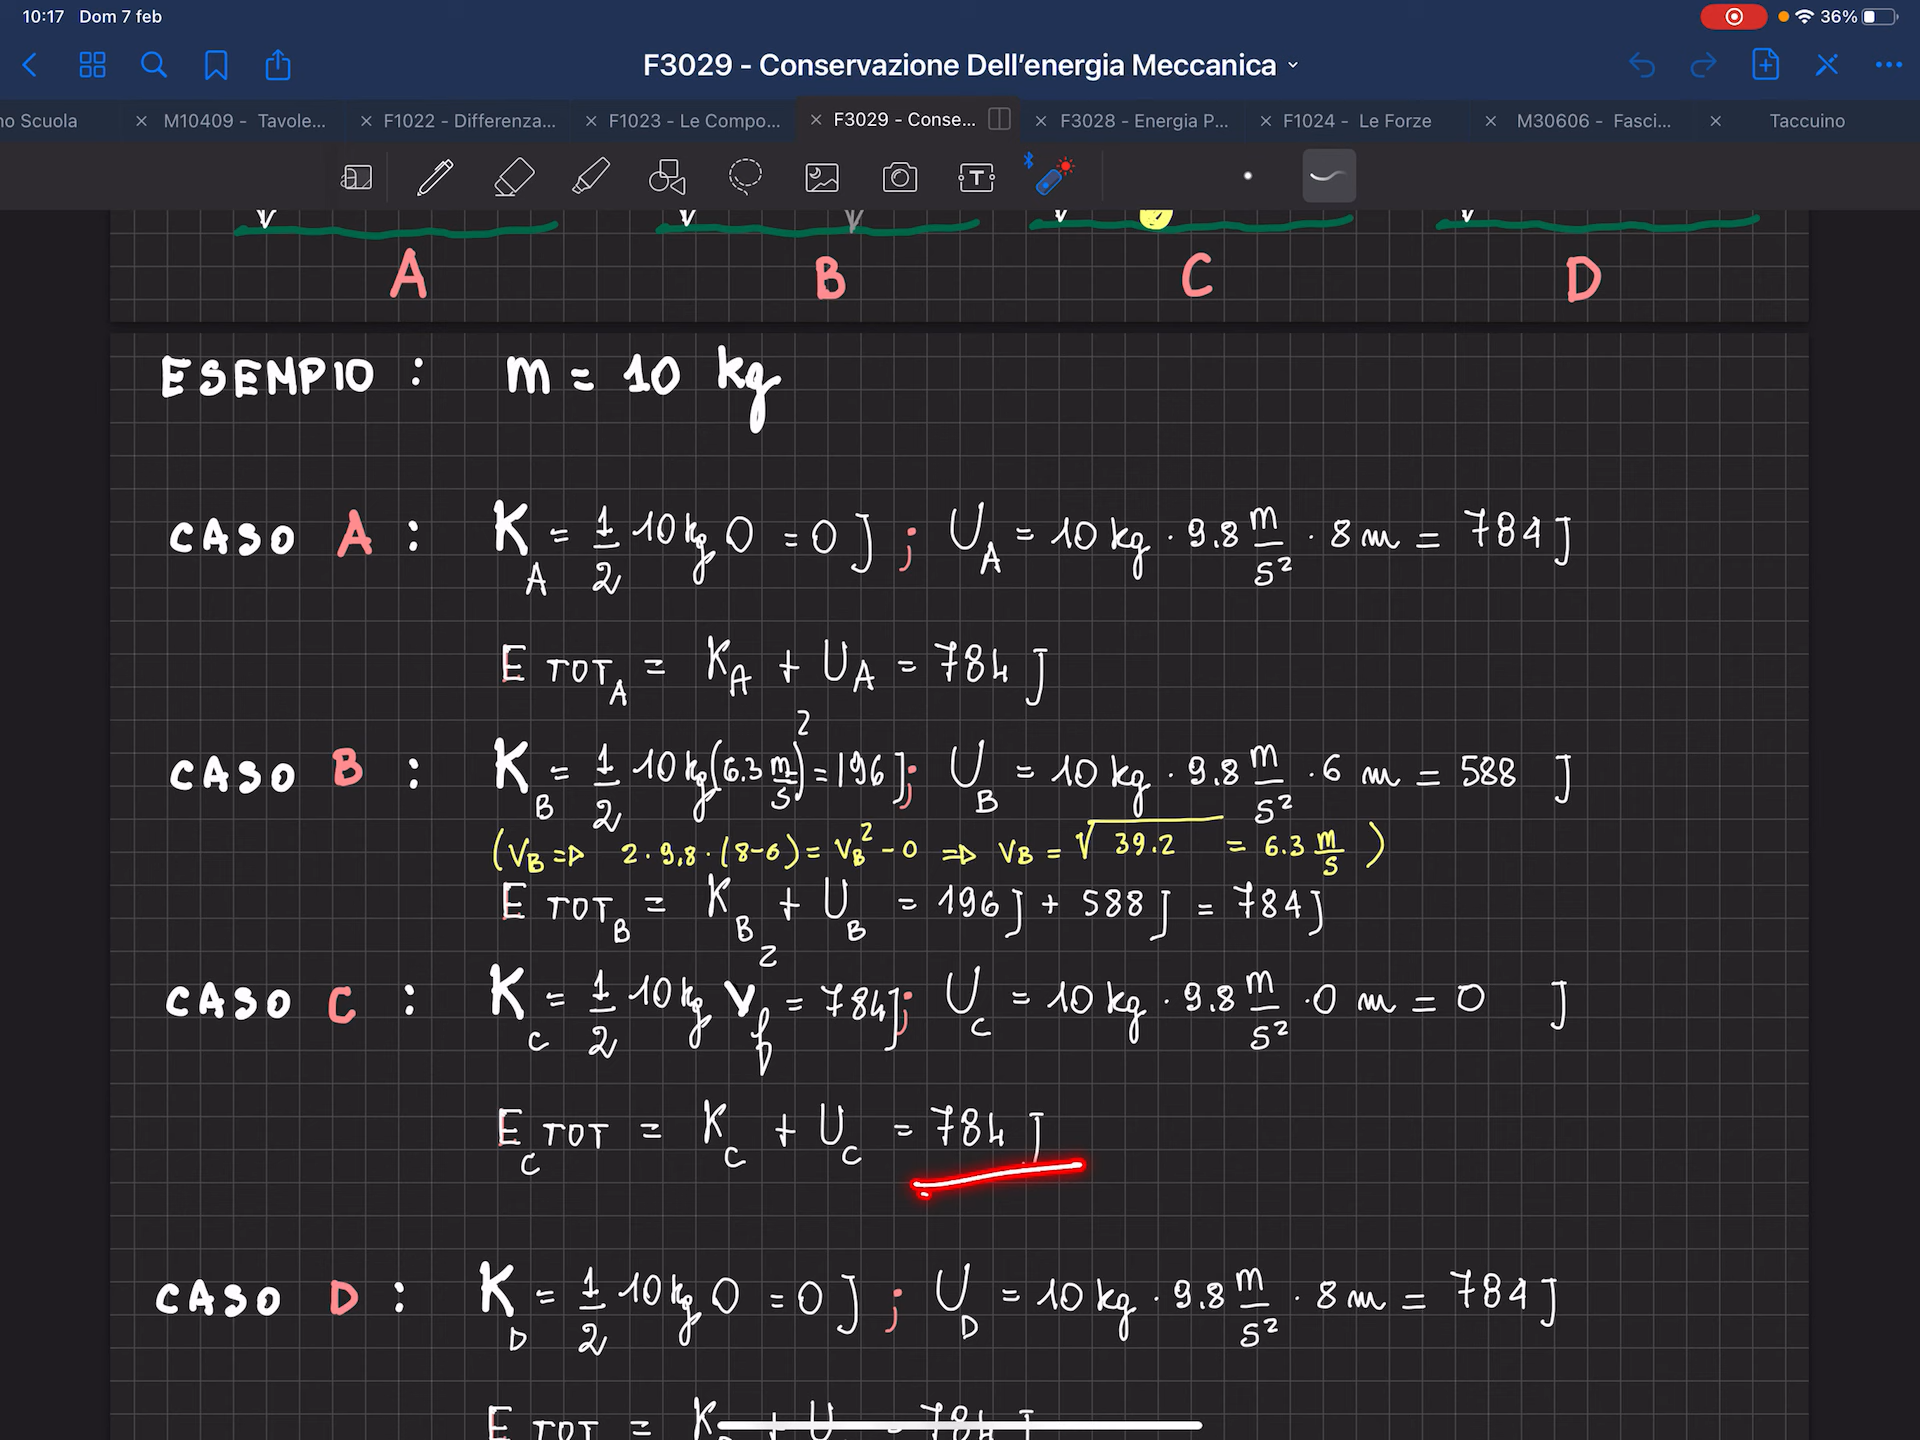 10:17 Dom 7 feb 36%
F3029 - Conservazione Dell'energia Meccanica
no Scuola × M10409 - Tavole... × F1022 - Differenza... × F1023 - Le Compo... × F3029 - Conse... × F3028 - Energia P... × F1024 - Le Forze × M30606 - Fasci... × Taccuino
A B C D
ESEMPIO : m = 10 kg
CASO A : K_A = 1/2 10 kg 0 = 0 J ; U_A = 10 kg · 9.8 m/s² · 8 m = 784 J
E TOT_A = K_A + U_A = 784 J
CASO B : K_B = 1/2 10 kg (6.3 m/s)² = 196 J ; U_B = 10 kg · 9.8 m/s² · 6 m = 588 J
(V_B => 2 · 9,8 · (8-6) = V_B² - 0 => V_B = √39.2 = 6.3 m/s)
E TOT_B = K_B + U_B = 196 J + 588 J = 784 J
CASO C : K_C = 1/2 10 kg v_f² = 784 J ; U_C = 10 kg · 9.8 m/s² · 0 m = 0 J
E_C TOT = K_C + U_C = 784 J
CASO D : K_D = 1/2 10 kg 0 = 0 J ; U_D = 10 kg · 9.8 m/s² · 8 m = 784 J
E TOT = K + U = 784 J